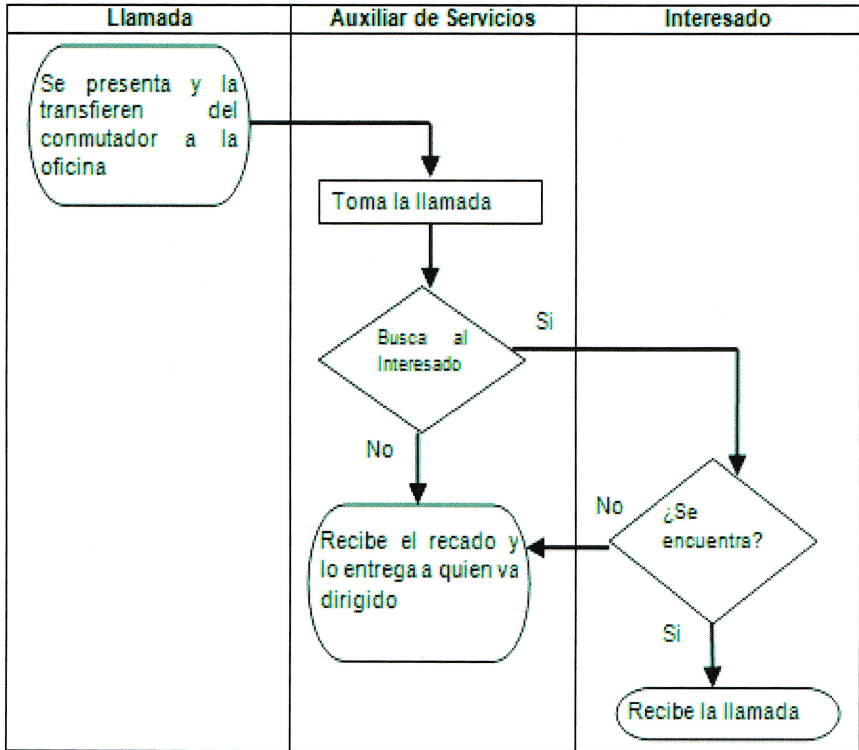 Llamada
Auxiliar de Servicios
Interesado
Se presenta y la
transfieren del
conmutador a la
oficina
Toma la llamada
Busca al
Interesado
Si
No
¿Se
encuentra?
No
Recibe el recado y
lo entrega a quien va
dirigido
Si
Recibe la llamada